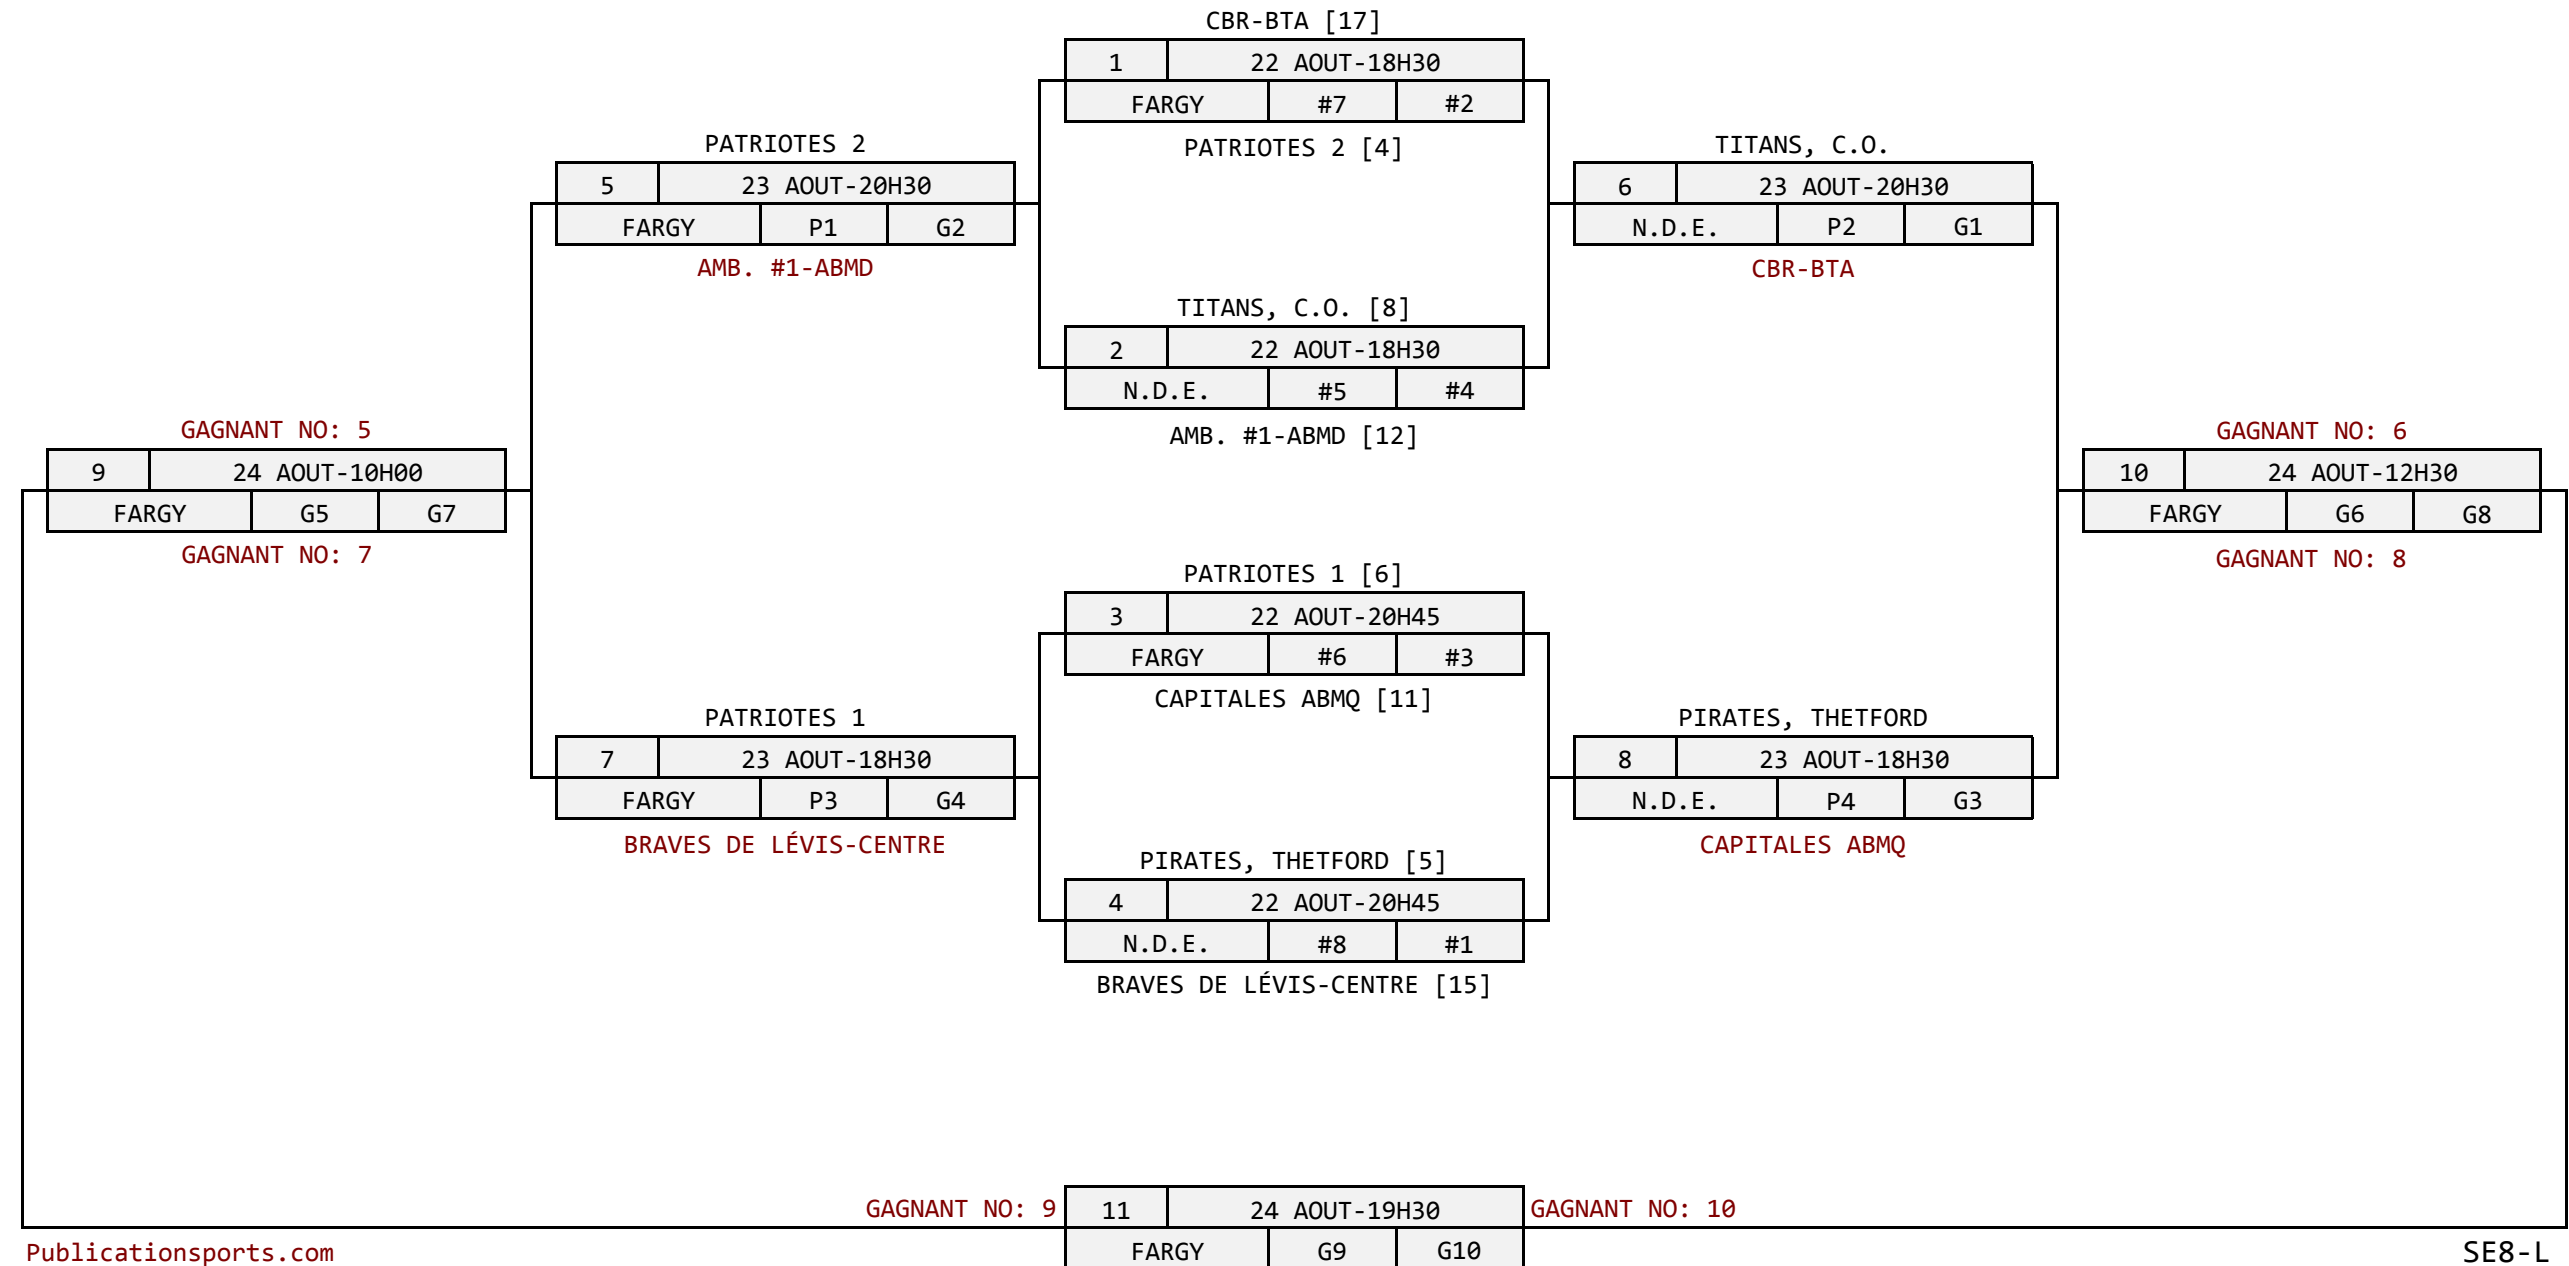 CBR-BTA [17]
1 22 AOUT-18H30
FARGY #7 #2
PATRIOTES 2 [4]
PATRIOTES 2
5 23 AOUT-20H30
FARGY P1 G2
AMB. #1-ABMD
TITANS, C.O.
6 23 AOUT-20H30
N.D.E. P2 G1
CBR-BTA
TITANS, C.O. [8]
2 22 AOUT-18H30
N.D.E. #5 #4
AMB. #1-ABMD [12]
GAGNANT NO: 5
9 24 AOUT-10H00
FARGY G5 G7
GAGNANT NO: 7
GAGNANT NO: 6
10 24 AOUT-12H30
FARGY G6 G8
GAGNANT NO: 8
PATRIOTES 1 [6]
3 22 AOUT-20H45
FARGY #6 #3
CAPITALES ABMQ [11]
PATRIOTES 1
7 23 AOUT-18H30
FARGY P3 G4
BRAVES DE LÉVIS-CENTRE
PIRATES, THETFORD
8 23 AOUT-18H30
N.D.E. P4 G3
CAPITALES ABMQ
PIRATES, THETFORD [5]
4 22 AOUT-20H45
N.D.E. #8 #1
BRAVES DE LÉVIS-CENTRE [15]
GAGNANT NO: 9 11 24 AOUT-19H30 GAGNANT NO: 10
FARGY G9 G10
Publicationsports.com
SE8-L